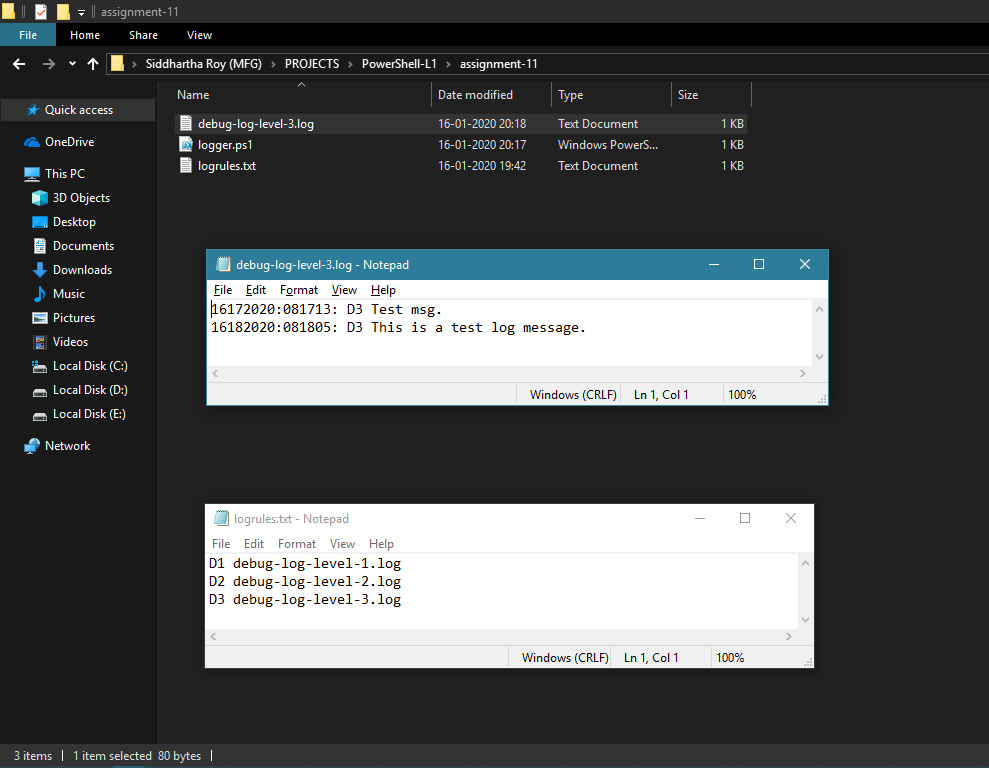 assignment-11
File Home Share View
Siddhartha Roy (MFG) PROJECTS PowerShell-L1 assignment-11
Name Date modified Type Size
debug-log-level-3.log 16-01-2020 20:18 Text Document 1 KB
logger.ps1 16-01-2020 20:17 Windows PowerS... 1 KB
logrules.txt 16-01-2020 19:42 Text Document 1 KB
Quick access
OneDrive
This PC
3D Objects
Desktop
Documents
Downloads
Music
Pictures
Videos
Local Disk (C:)
Local Disk (D:)
Local Disk (E:)
Network
debug-log-level-3.log - Notepad
File Edit Format View Help
16172020:081713: D3 Test msg.
16182020:081805: D3 This is a test log message.
Windows (CRLF) Ln 1, Col 1 100%
logrules.txt - Notepad
File Edit Format View Help
D1 debug-log-level-1.log
D2 debug-log-level-2.log
D3 debug-log-level-3.log
Windows (CRLF) Ln 1, Col 1 100%
3 items 1 item selected 80 bytes